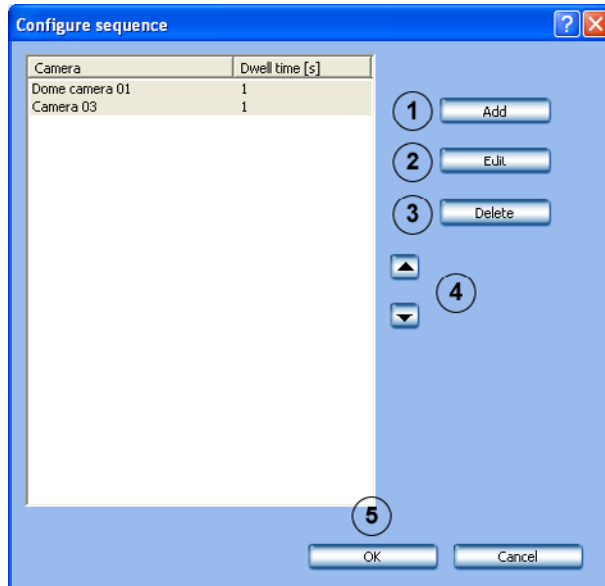 Configure sequence
Camera Dwell time [s]
Dome camera 01 1
Camera 03 1
1 Add
2 Edit
3 Delete
4
5
OK Cancel